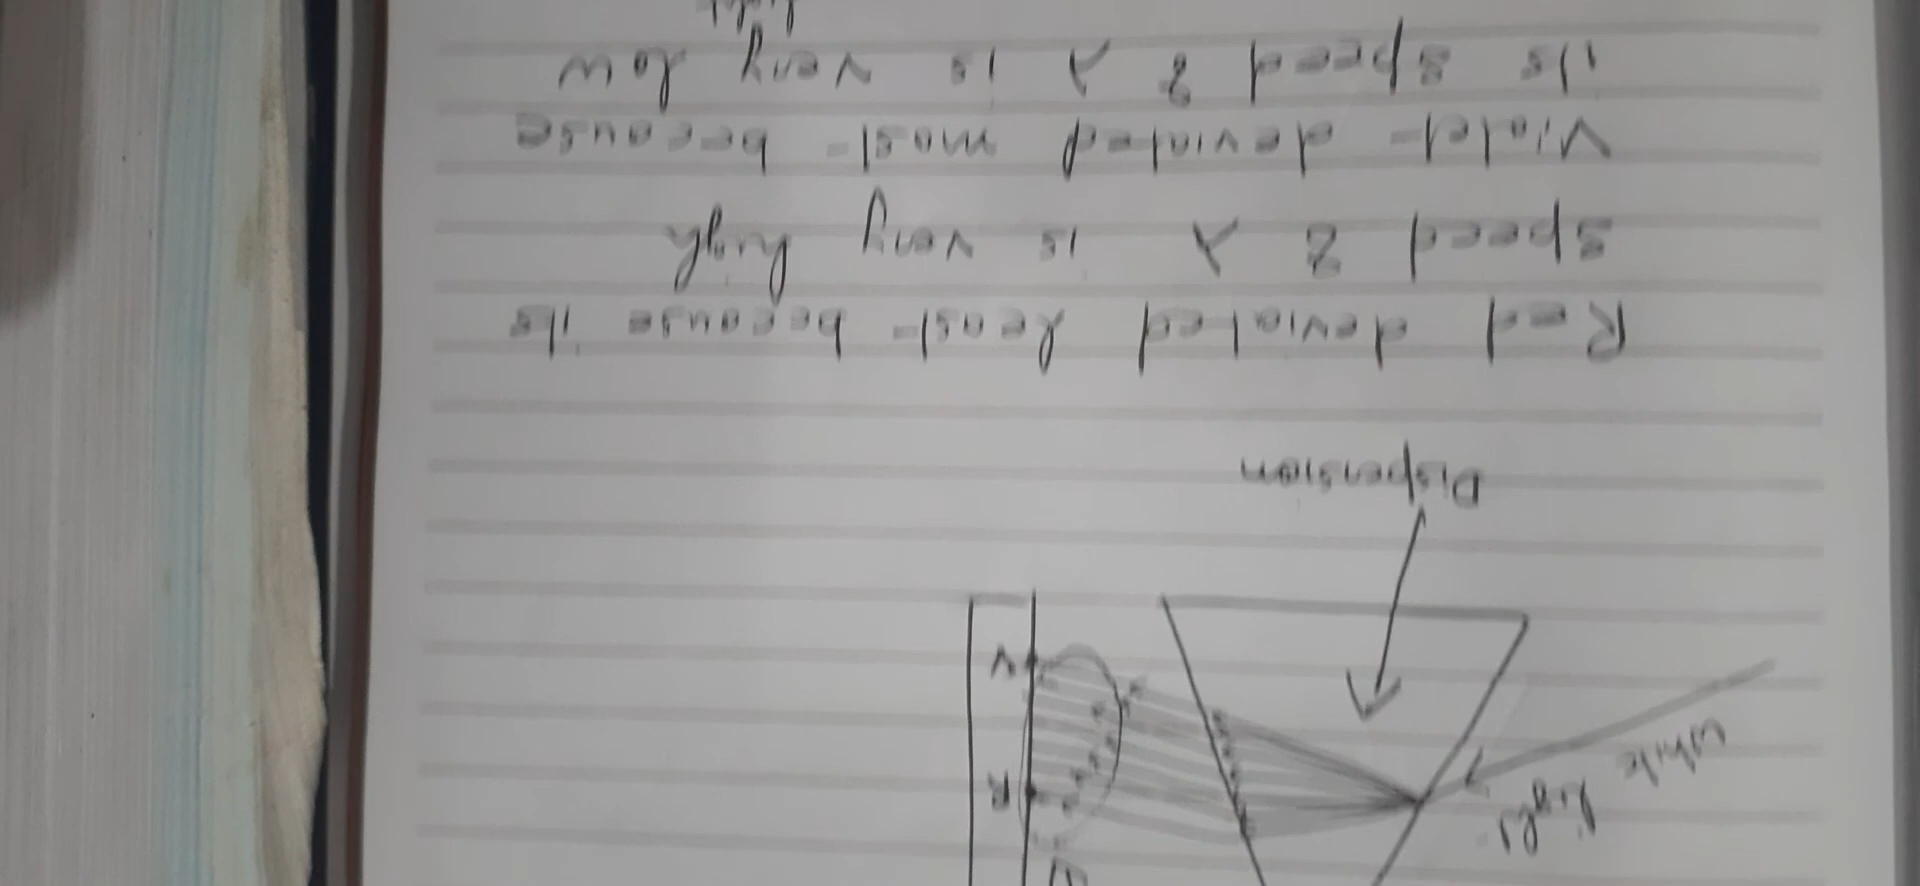 White
light
R
V
Dispersion
Red deviated least because its
speed & λ is very high
Violet deviated most because
its speed & λ is very low